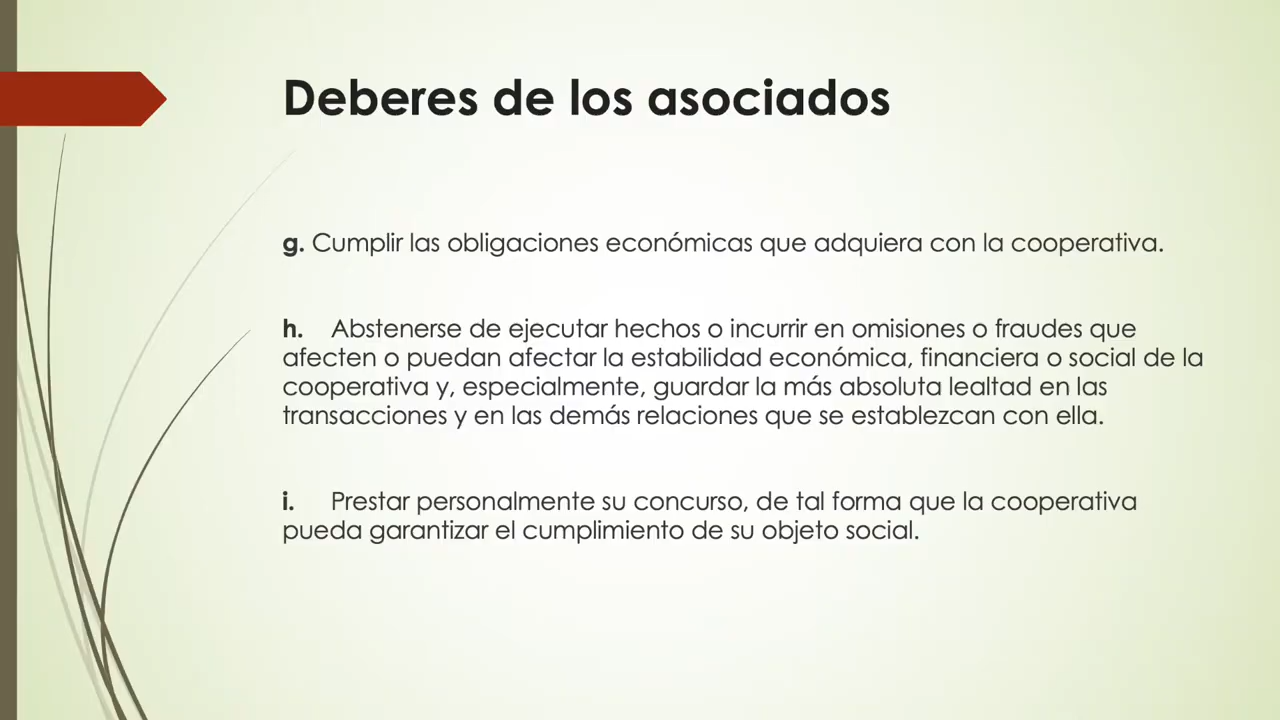 Deberes de los asociados
g. Cumplir las obligaciones económicas que adquiera con la cooperativa.
h. Abstenerse de ejecutar hechos o incurrir en omisiones o fraudes que
afecten o puedan afectar la estabilidad económica, financiera o social de la
cooperativa y, especialmente, guardar la más absoluta lealtad en las
transacciones y en las demás relaciones que se establezcan con ella.
i. Prestar personalmente su concurso, de tal forma que la cooperativa
pueda garantizar el cumplimiento de su objeto social.